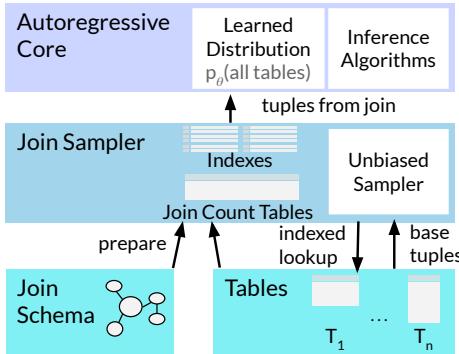 Autoregressive
Core
Learned
Distribution
pθ(all tables)
Inference
Algorithms
tuples from join
Join Sampler
Indexes
Join Count Tables
Unbiased
Sampler
prepare
indexed
lookup
base
tuples
Join
Schema
Tables
T1
...
Tn